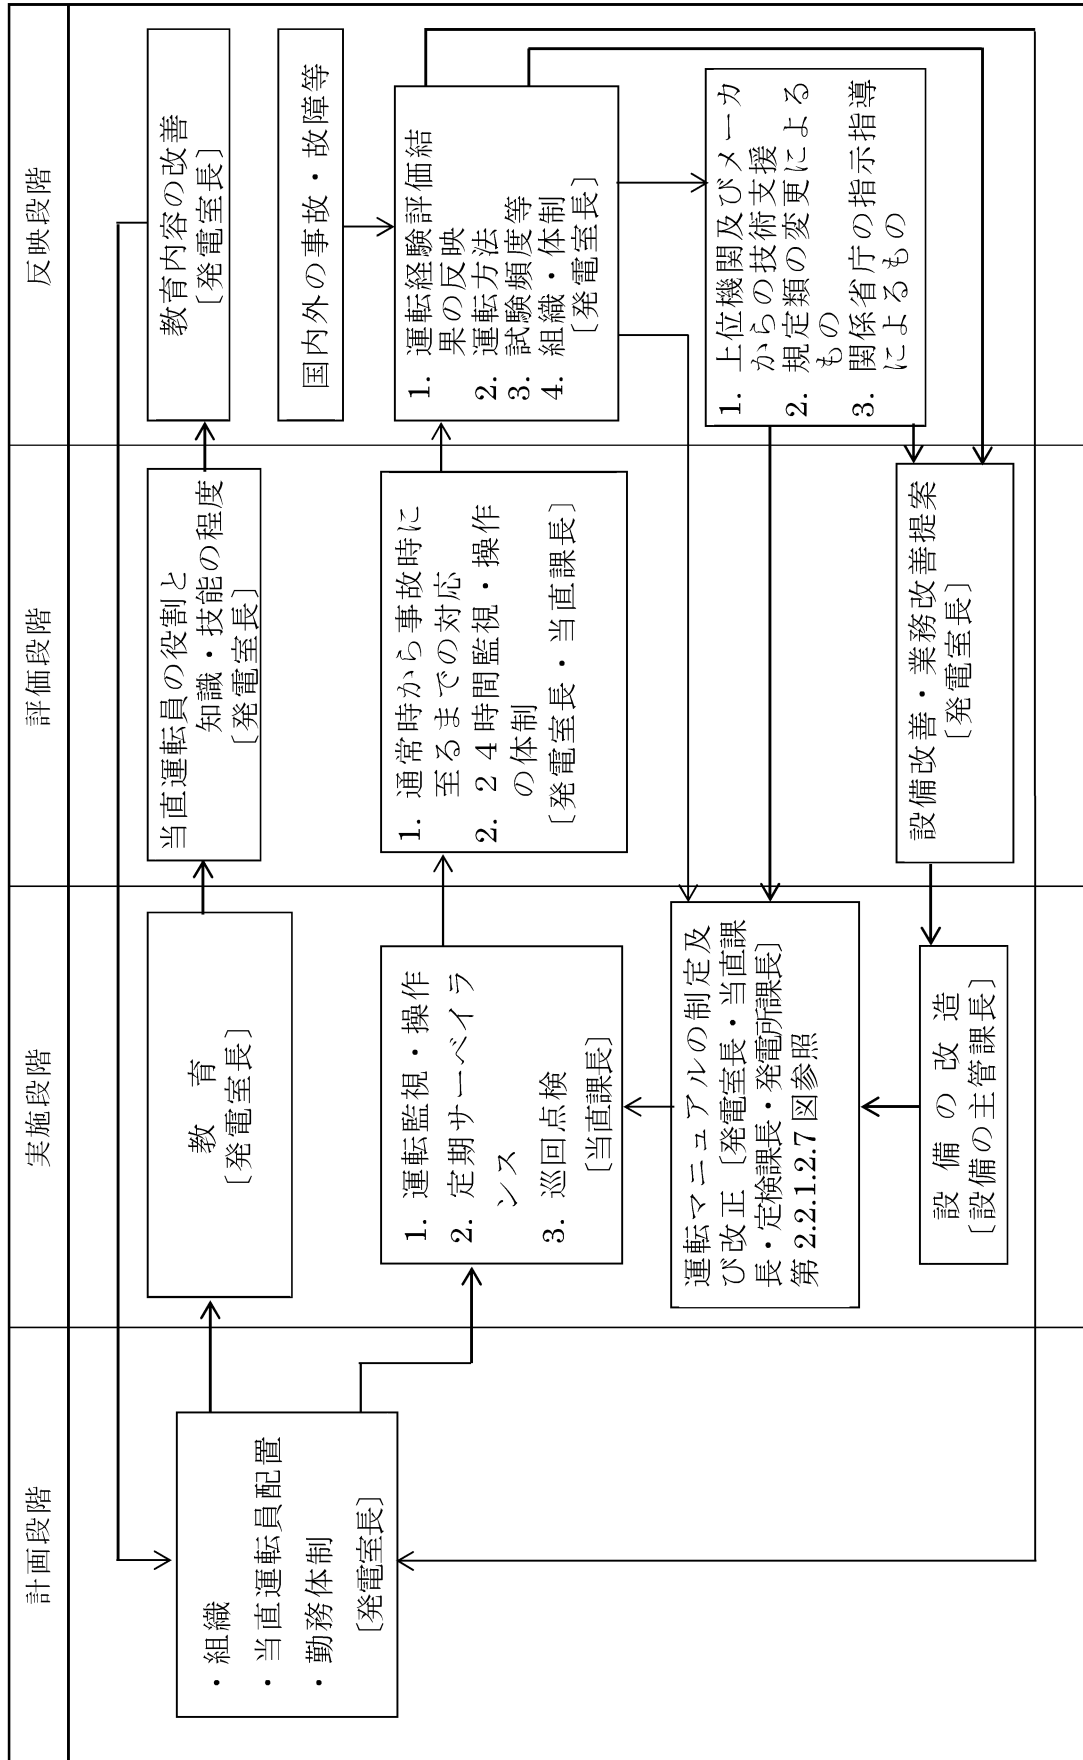 計画段階
実施段階
評価段階
反映段階
・組織
・当直運転員配置
・勤務体制
〔発電室長〕
教　育
〔発電室長〕
当直運転員の役割と
知識・技能の程度
〔発電室長〕
教育内容の改善
〔発電室長〕
国内外の事故・故障等
1. 運転監視・操作
2. 定期サーベイラ
ンス
3. 巡回点検
〔当直課長〕
1. 通常時から事故時に
至るまでの対応
2. 24時間監視・操作
の体制
〔発電室長・当直課長〕
1. 運転経験評価結
果の反映
2. 運転方法
3. 試験頻度等
4. 組織・体制
〔発電室長〕
運転マニュアルの制定及
び改正〔発電室長・当直課
長・定検課長・発電所課長〕
第2.2.1.2.7図参照
1. 上位機関及びメーカ
からの技術支援
2. 規定類の変更による
もの
3. 関係省庁の指示指導
によるもの
設備の改造
〔設備の主管課長〕
設備改善・業務改善提案
〔発電室長〕